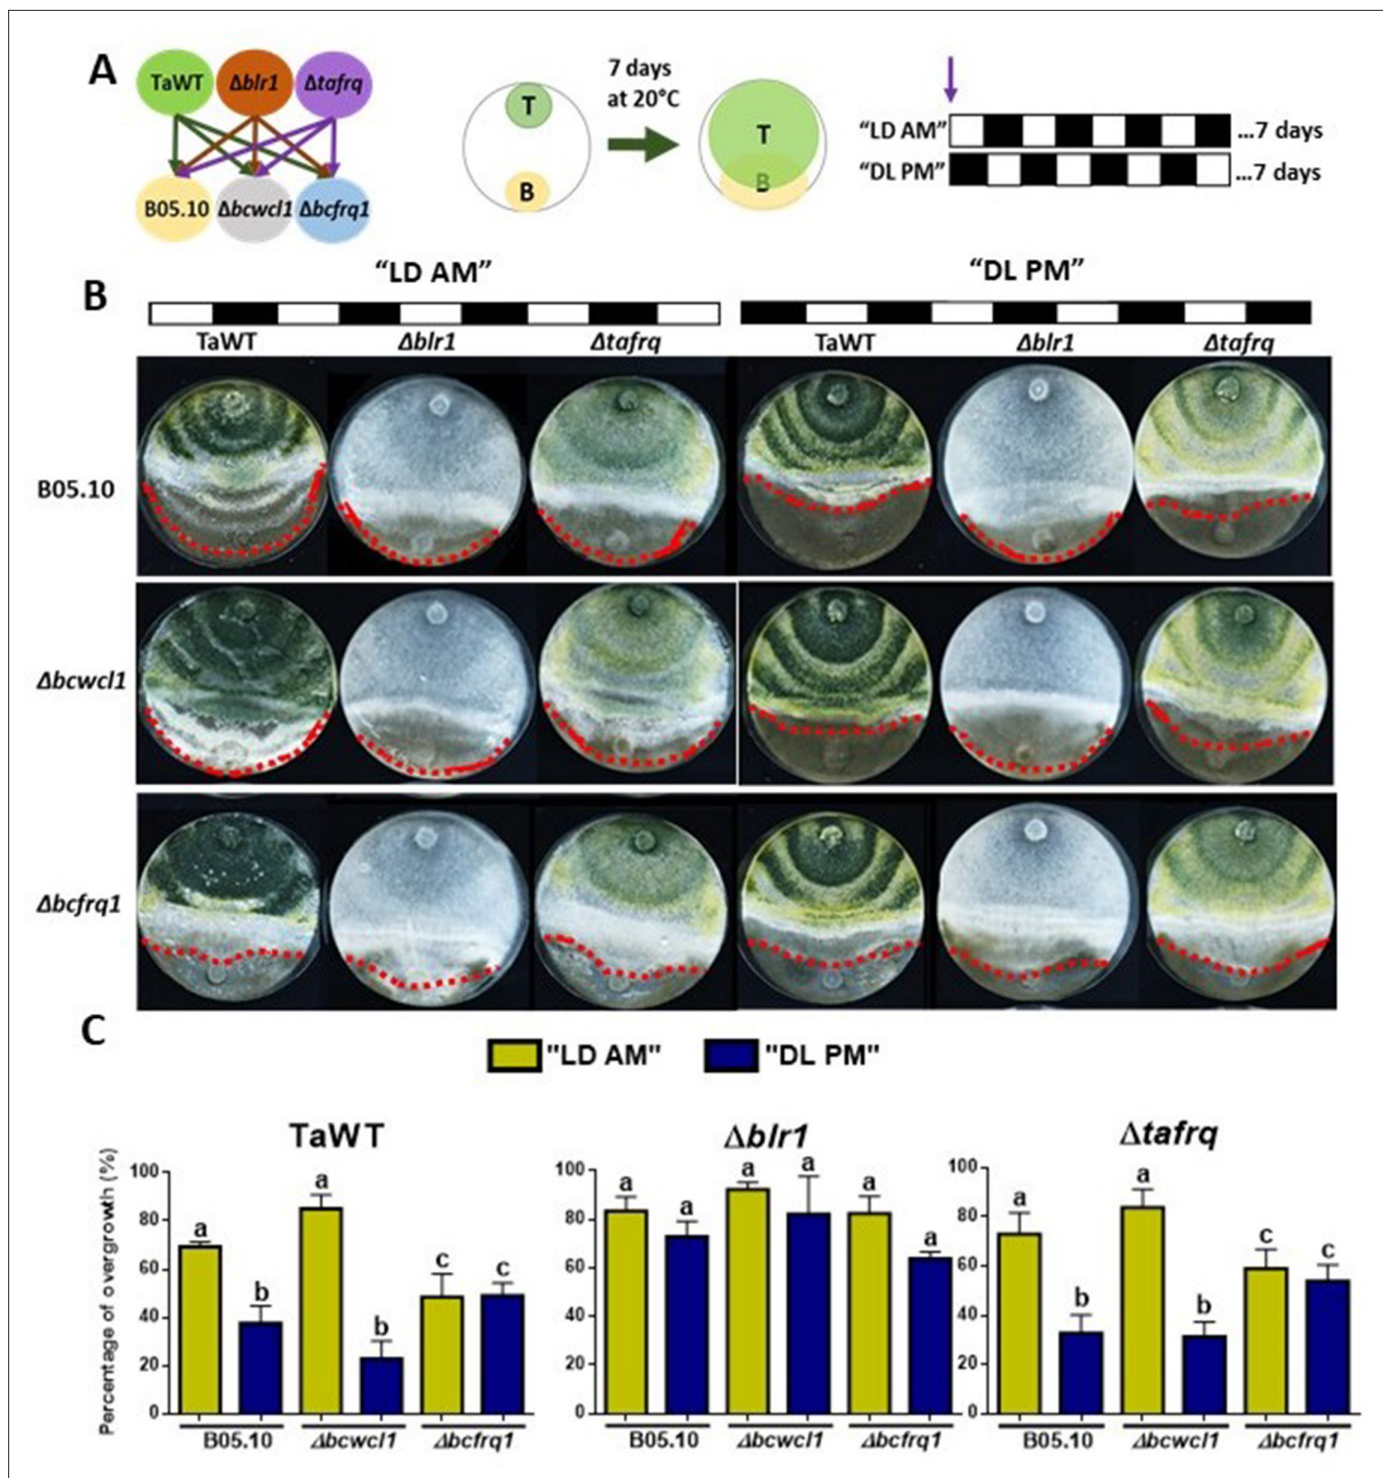 A
TaWT Δblr1 Δtafrq
B05.10 Δbcwcl1 Δbcfrq1
T
B
7 days
at 20°C
T
B
"LD AM" ...7 days
"DL PM" ...7 days
B
"LD AM" "DL PM"
TaWT Δblr1 Δtafrq TaWT Δblr1 Δtafrq
B05.10
Δbcwcl1
Δbcfrq1
C
"LD AM" "DL PM"
TaWT
Percentage of overgrowth (%)
100
80
60
40
20
0
a b a b c c
B05.10 Δbcwcl1 Δbcfrq1
Δblr1
100
80
60
40
20
0
a a a a a a
B05.10 Δbcwcl1 Δbcfrq1
Δtafrq
100
80
60
40
20
0
a b a b c c
B05.10 Δbcwcl1 Δbcfrq1